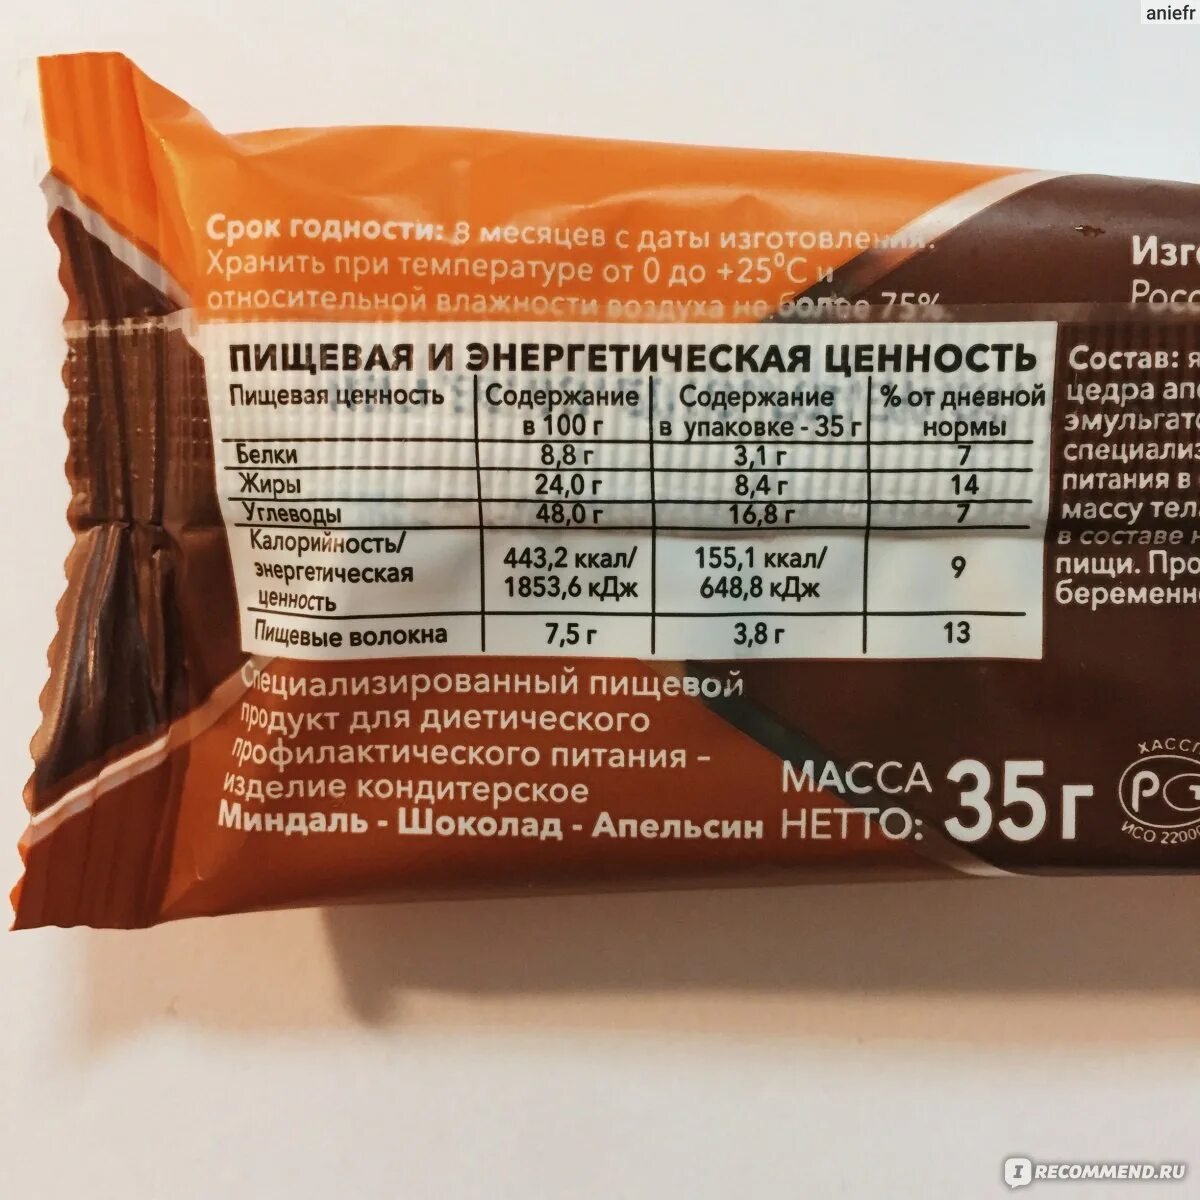 aniefr
Срок годности: 8 месяцев с даты изготовления.
Хранить при температуре от 0 до +25°С и
относительной влажности воздуха не более 75%.
Изго
Росс
ПИЩЕВАЯ И ЭНЕРГЕТИЧЕСКАЯ ЦЕННОСТЬ
Пищевая ценность Содержание в 100 г Содержание в упаковке - 35 г % от дневной нормы
Белки 8,8 г 3,1 г 7
Жиры 24,0 г 8,4 г 14
Углеводы 48,0 г 16,8 г 7
Калорийность/ энергетическая ценность 443,2 ккал/ 1853,6 кДж 155,1 ккал/ 648,8 кДж 9
Пищевые волокна 7,5 г 3,8 г 13
Состав: я
цедра апе
эмульгато
специализ
питания в
массу тела
в составе н
пищи. Про
беременн
Специализированный пищевой
продукт для диетического
профилактического питания –
изделие кондитерское
Миндаль - Шоколад - Апельсин
МАССА
НЕТТО: 35 г
ХАССП
ИСО 22000
IRECOMMEND.RU